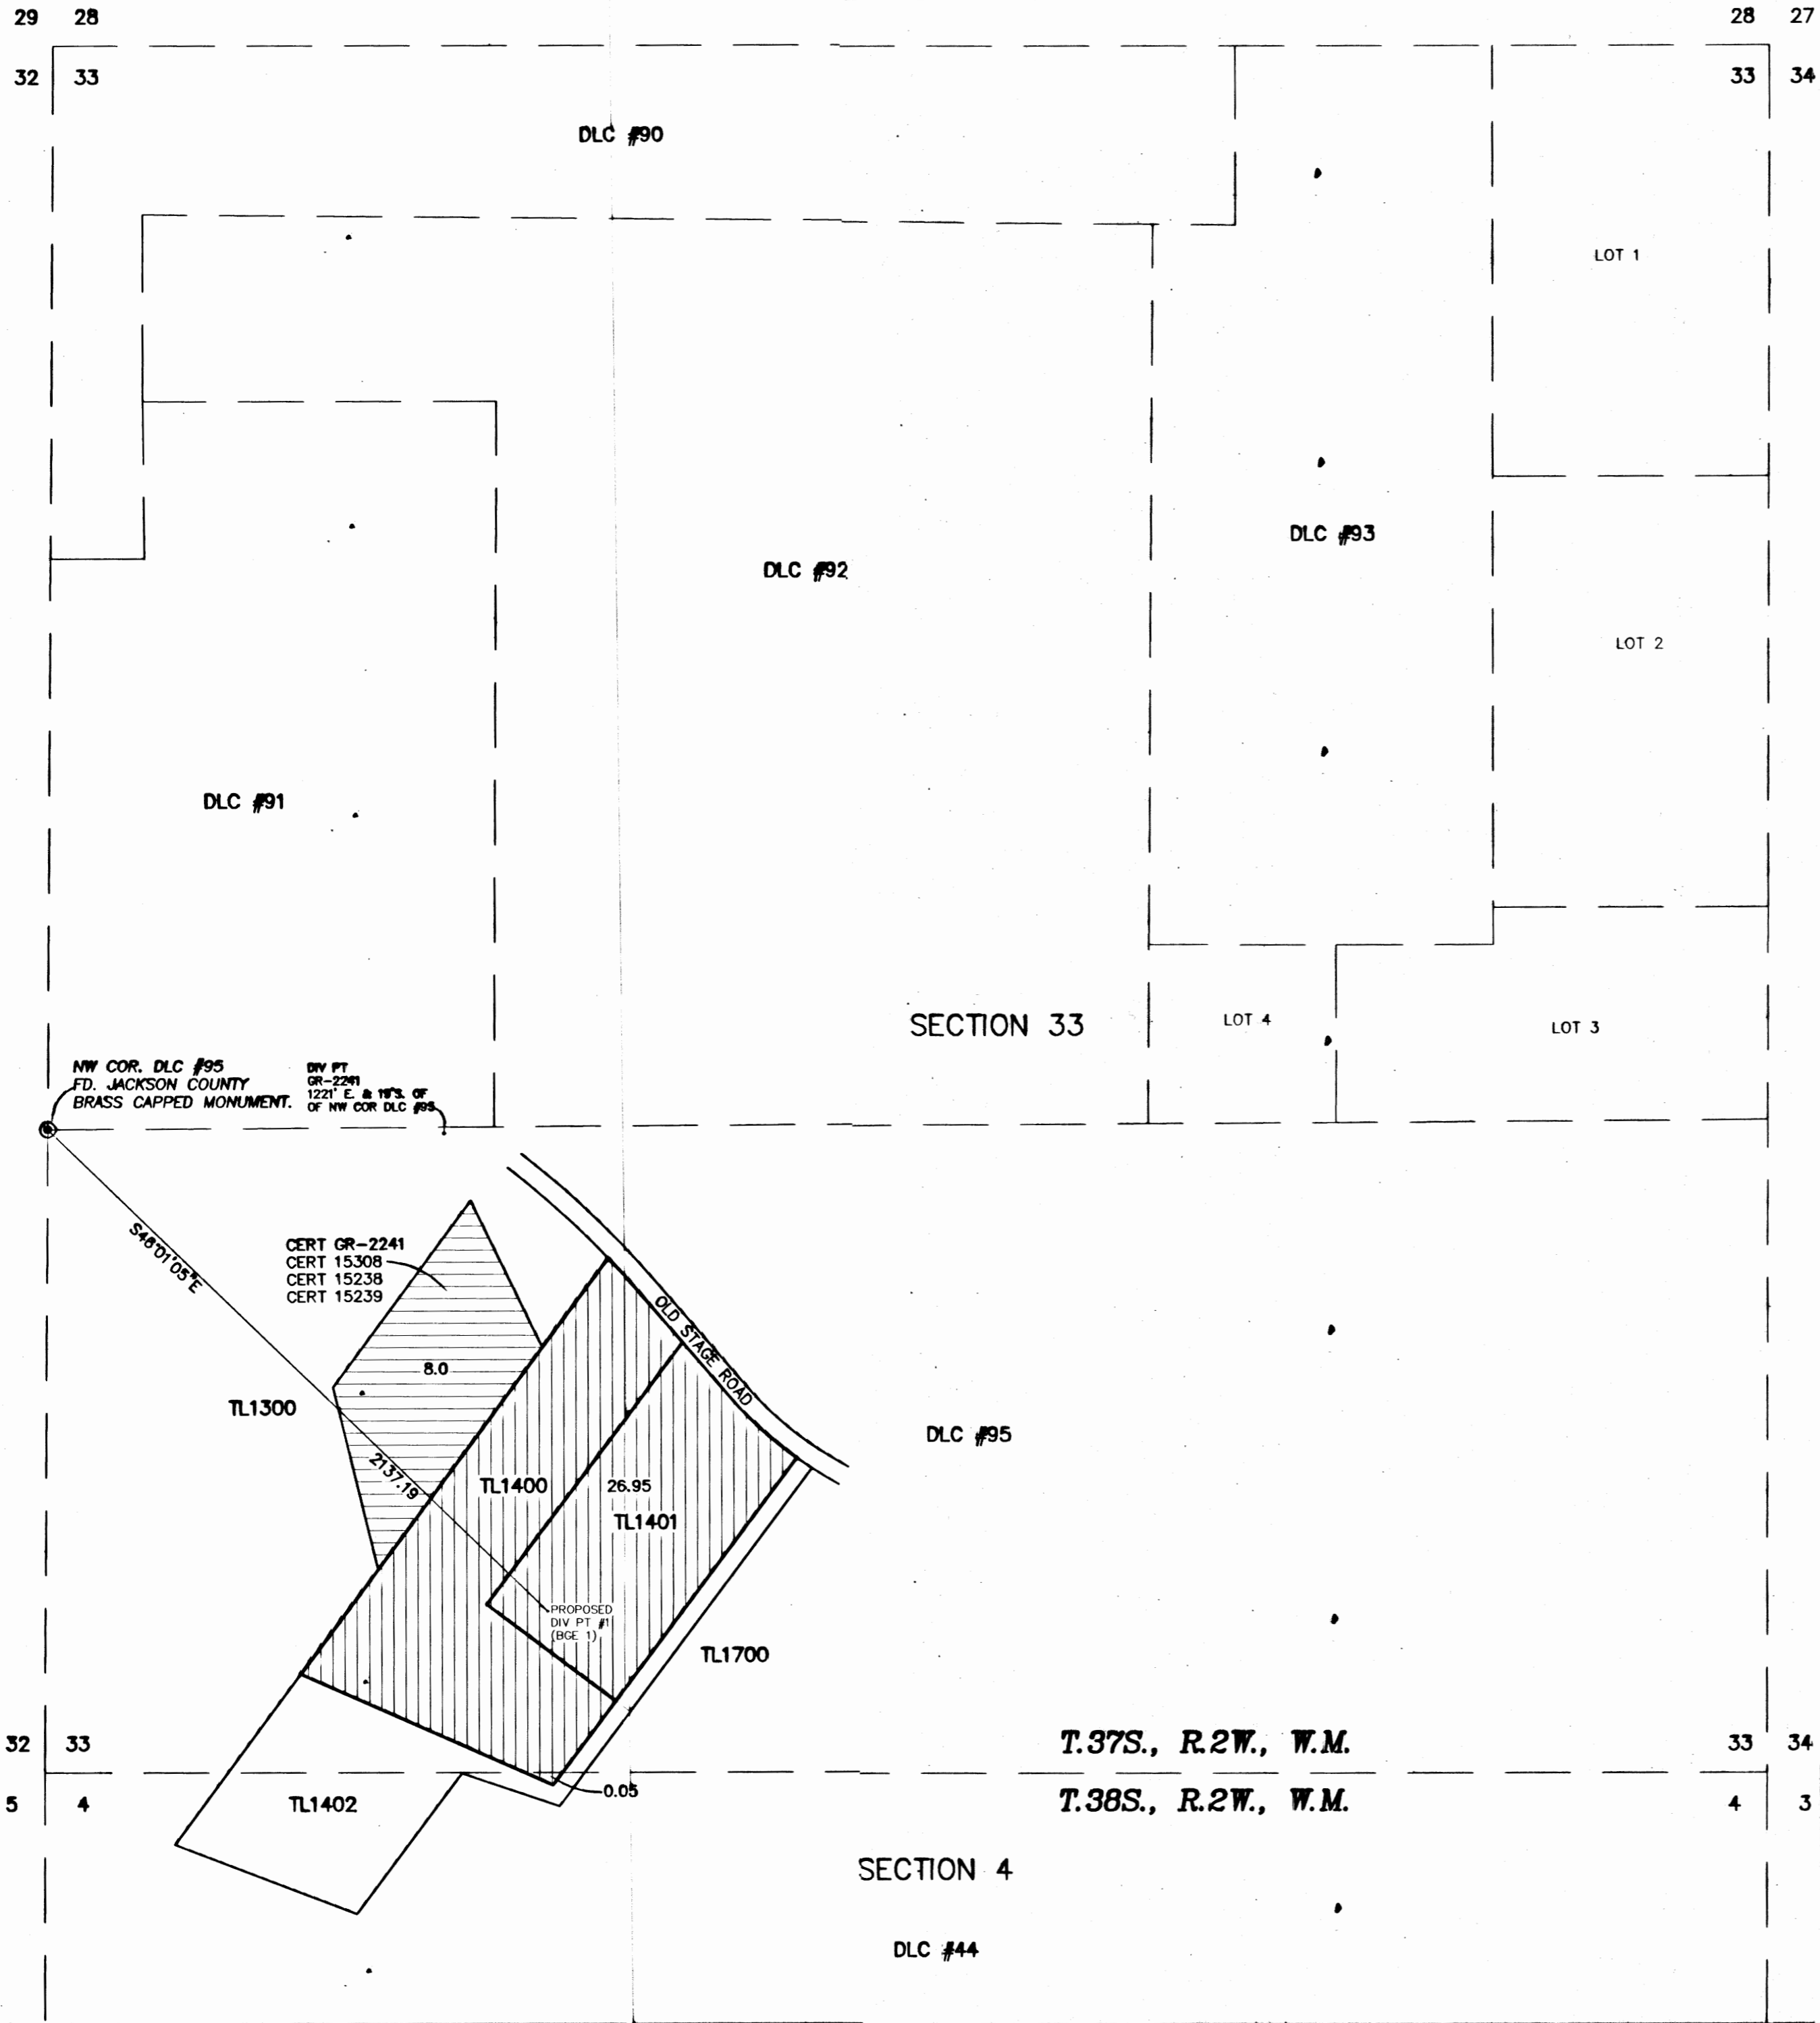 29 28
28 27
32 33
33 34
DLC #90
LOT 1
DLC #93
DLC #92
LOT 2
DLC #91
SECTION 33
LOT 4
LOT 3
NW COR. DLC #95
FD. JACKSON COUNTY
BRASS CAPPED MONUMENT.
DIV PT
GR-2241
1221' E. & 19'S. OF
OF NW COR DLC #95
S48°01'05"E
CERT GR-2241
CERT 15308
CERT 15238
CERT 15239
OLD STAGE ROAD
8.0
TL1300
DLC #95
2137.19
TL1400
26.95
TL1401
PROPOSED
DIV PT #1
(BGE 1)
TL1700
32 33
T.37S., R.2W., W.M.
33 34
0.05
5 4
TL1402
T.38S., R.2W., W.M.
4 3
SECTION 4
DLC #44